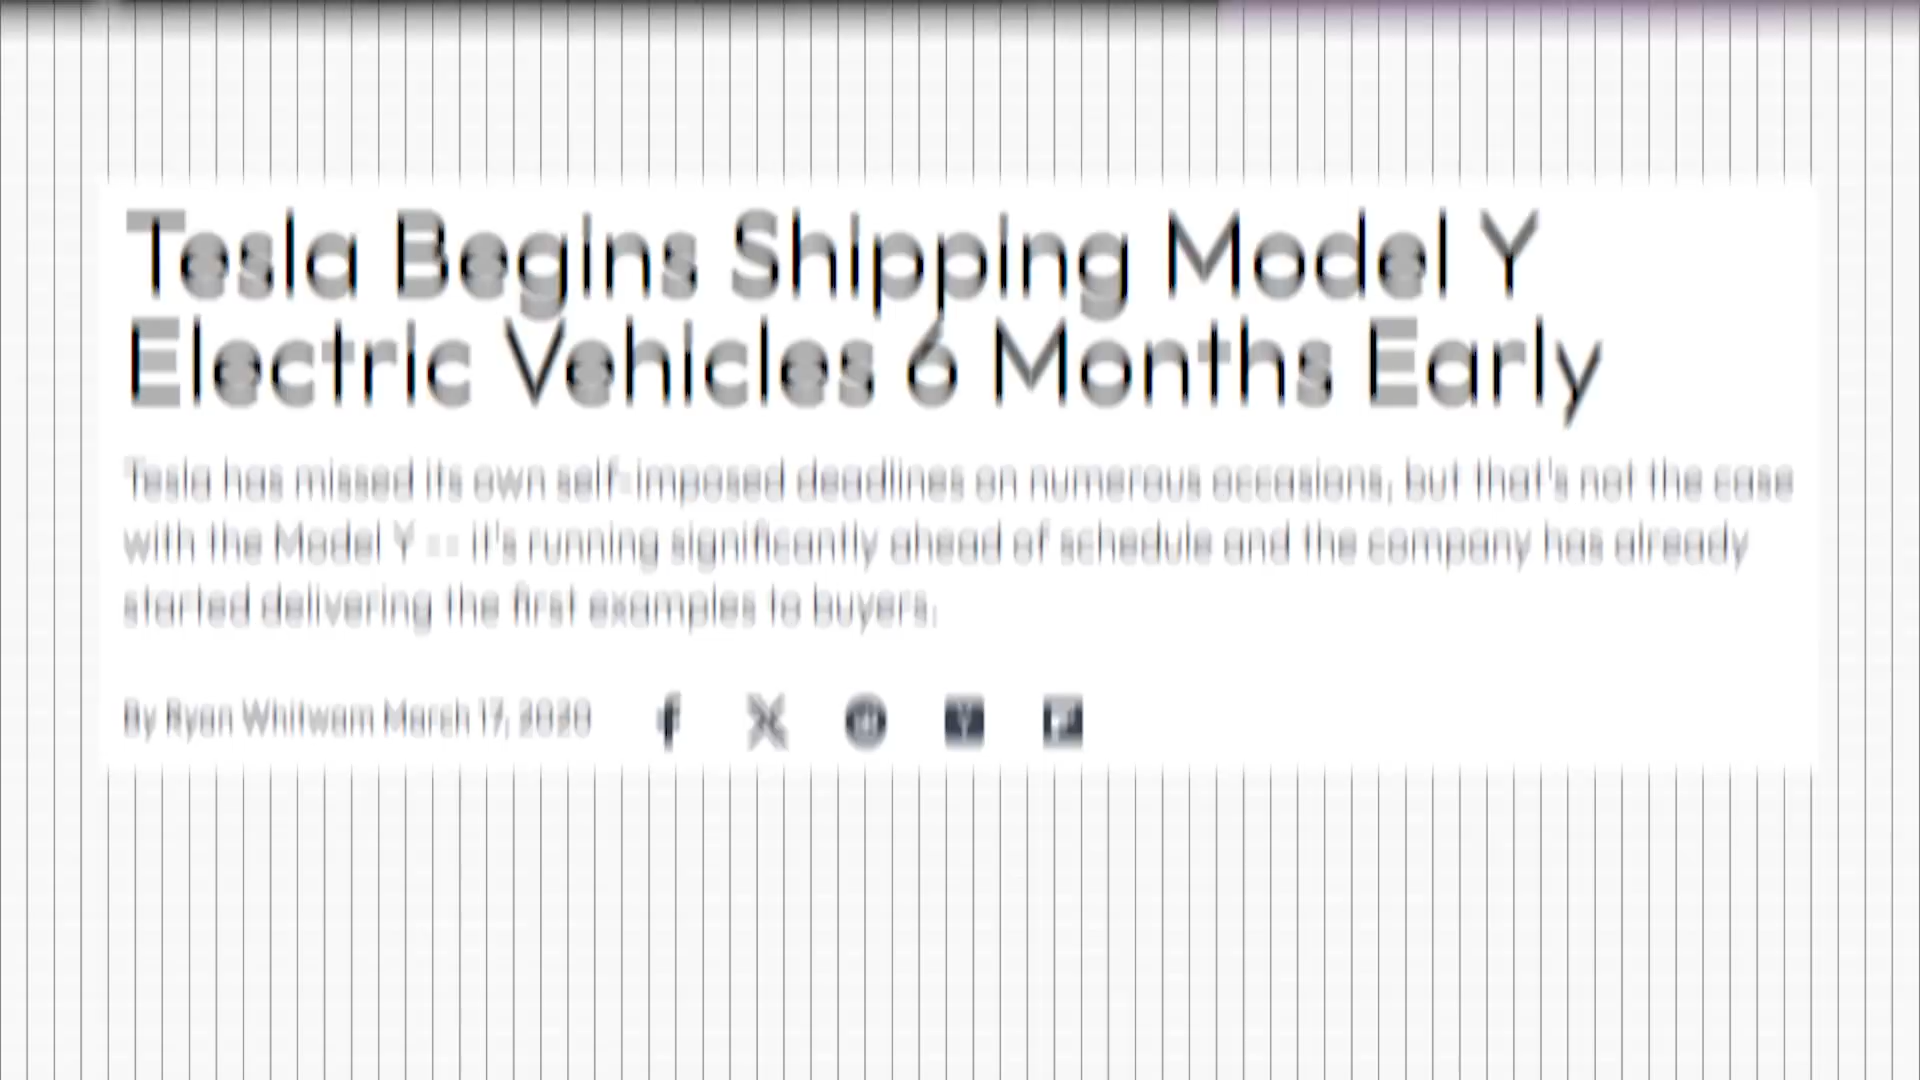 Tesla Begins Shipping Model Y
Electric Vehicles 6 Months Early
Tesla has missed its own self-imposed deadlines on numerous occasions, but that's not the case
with the Model Y -- it's running significantly ahead of schedule and the company has already
started delivering the first examples to buyers.
By Ryan Whitwam March 17, 2020